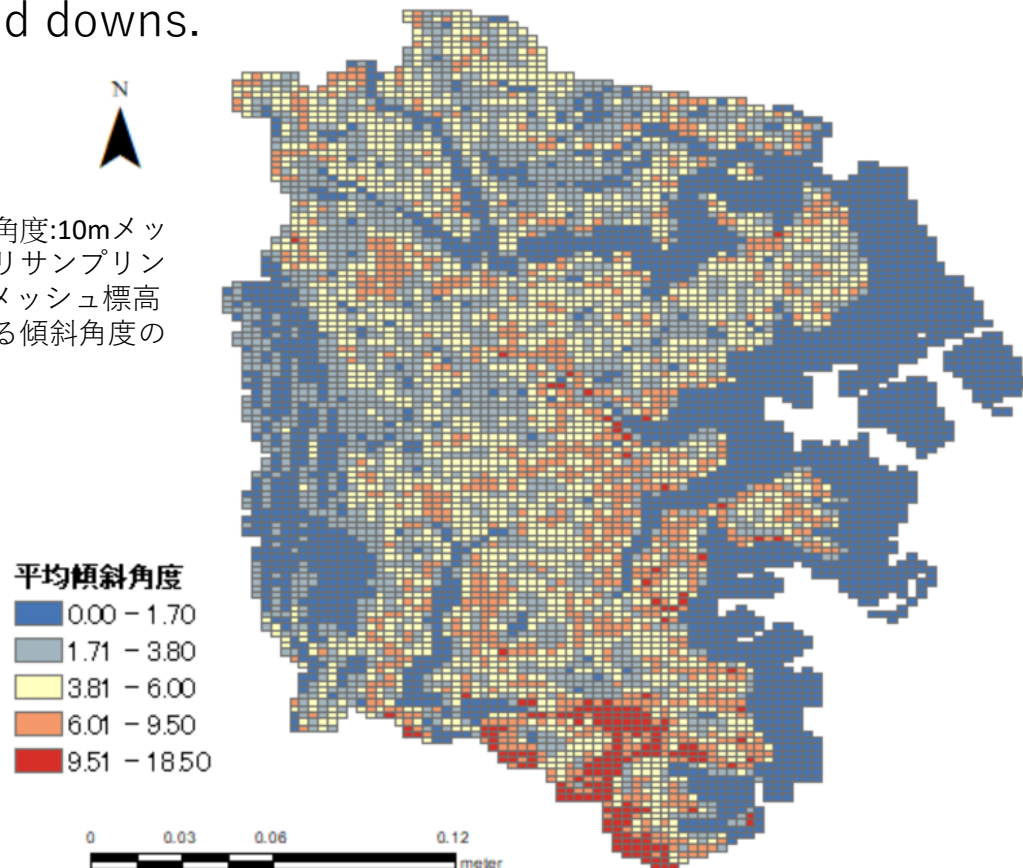 d downs.
N
角度:10mメッ
リサンプリン
メッシュ標高
る傾斜角度の
平均傾斜角度
0.00 - 1.70
1.71 - 3.80
3.81 - 6.00
6.01 - 9.50
9.51 - 18.50
0 0.03 0.06 0.12
meter